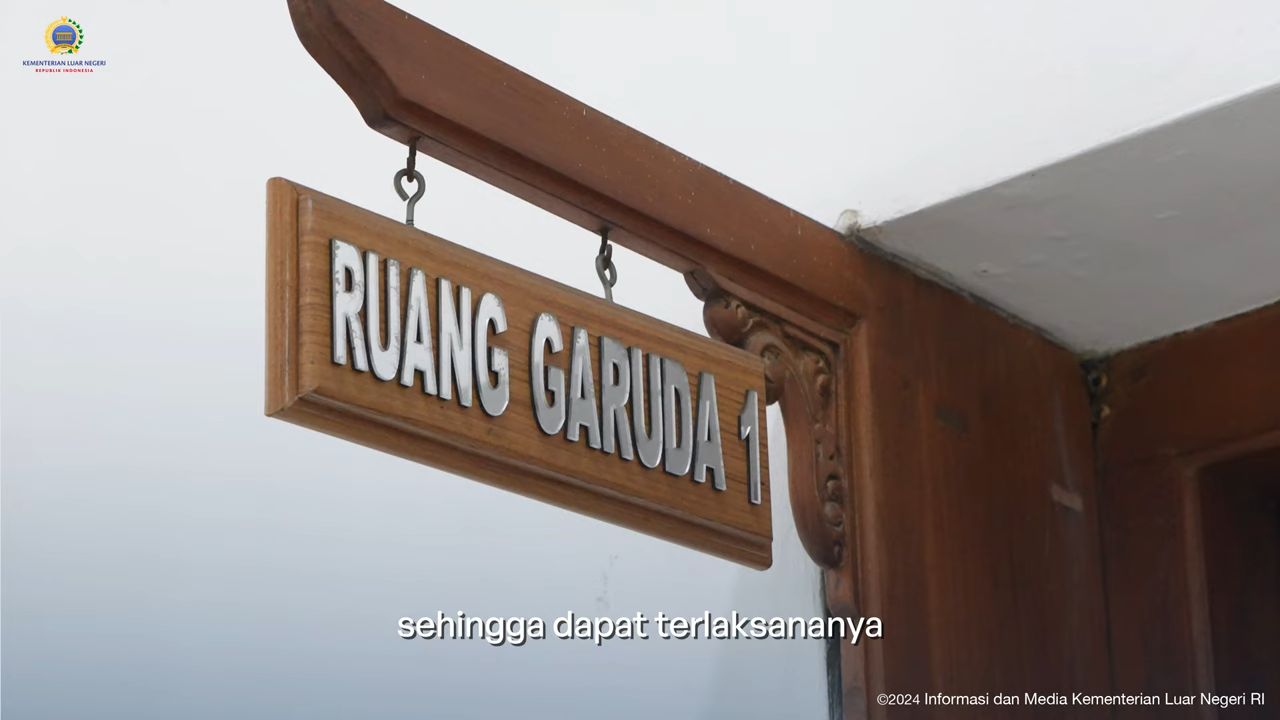 KEMENTERIAN LUAR NEGERI
REPUBLIK INDONESIA
RUANG GARUDA 1
sehingga dapat terlaksananya
©2024 Informasi dan Media Kementerian Luar Negeri RI